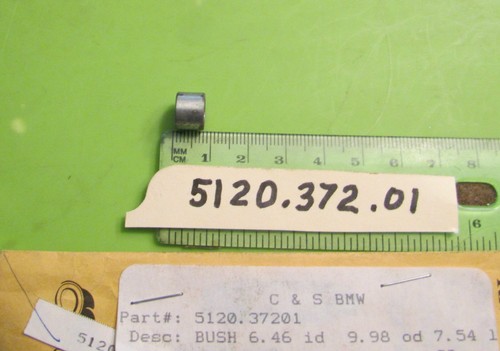 MM
CM 1 2 3 4 5 6 7 8
5120.372.01
6
C & S BMW
Part#: 5120.37201
Desc: BUSH 6.46 id 9.98 od 7.54 l
5120